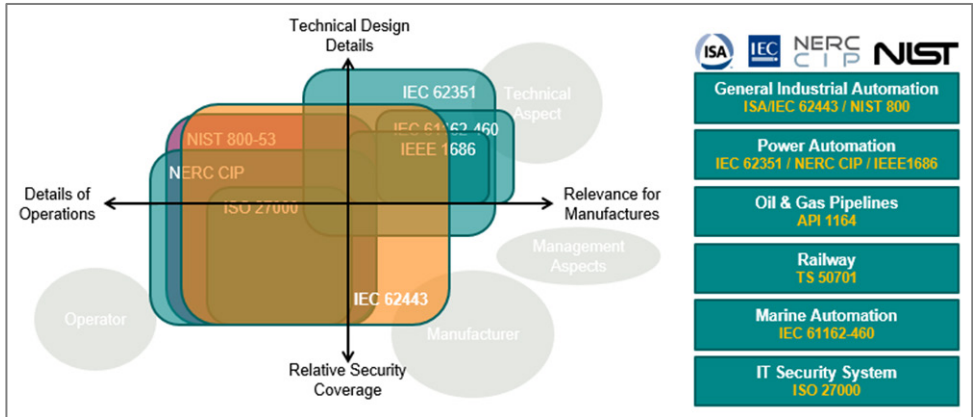 Technical Design
Details
IEC 62351
Technical
Aspect
IEC 61162-460
IEEE 1686
NIST 800-53
NERC CIP
ISO 27000
Details of
Operations
Relevance for
Manufactures
Management
Aspects
IEC 62443
Operator
Manufacturer
Relative Security
Coverage
ISA
IEC
NERC
CIP
NIST
General Industrial Automation
ISA/IEC 62443 / NIST 800
Power Automation
IEC 62351 / NERC CIP / IEEE1686
Oil & Gas Pipelines
API 1164
Railway
TS 50701
Marine Automation
IEC 61162-460
IT Security System
ISO 27000